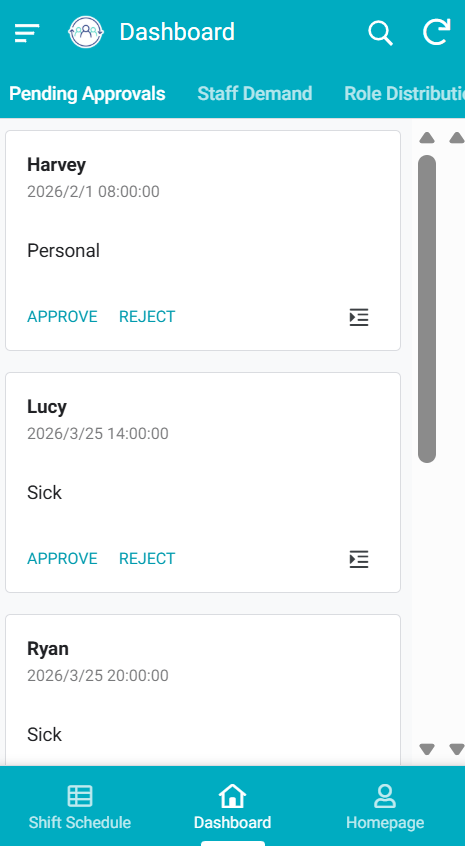 Dashboard
Pending Approvals Staff Demand Role Distributi
Harvey
2026/2/1 08:00:00
Personal
APPROVE REJECT
Lucy
2026/3/25 14:00:00
Sick
APPROVE REJECT
Ryan
2026/3/25 20:00:00
Sick
Shift Schedule Dashboard Homepage